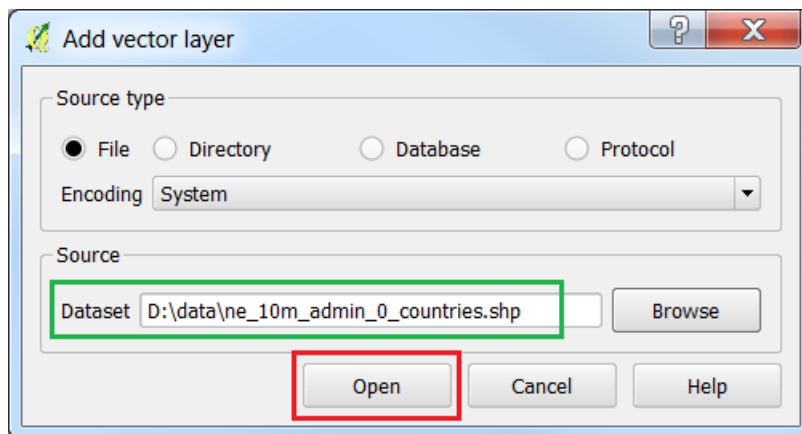 Add vector layer
Source type
File Directory Database Protocol
Encoding System
Source
Dataset D:\data\ne_10m_admin_0_countries.shp Browse
Open Cancel Help